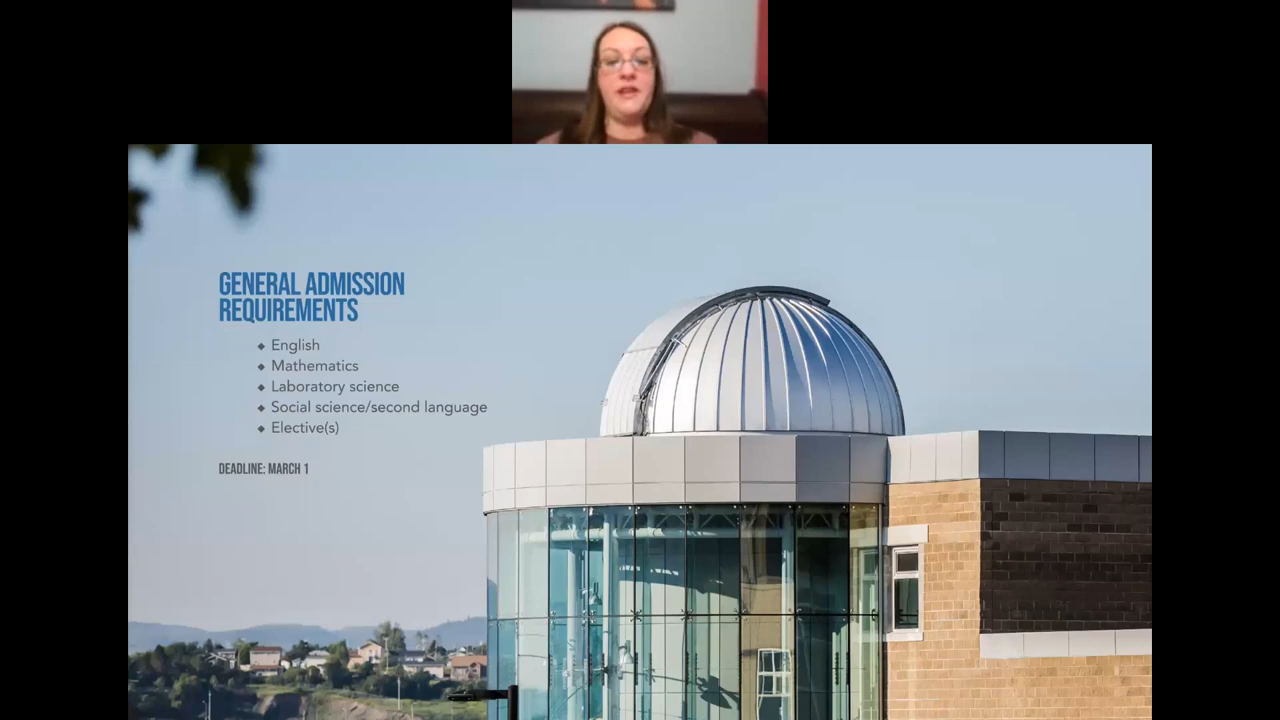 GENERAL ADMISSION
REQUIREMENTS
◆ English
◆ Mathematics
◆ Laboratory science
◆ Social science/second language
◆ Elective(s)
DEADLINE: MARCH 1